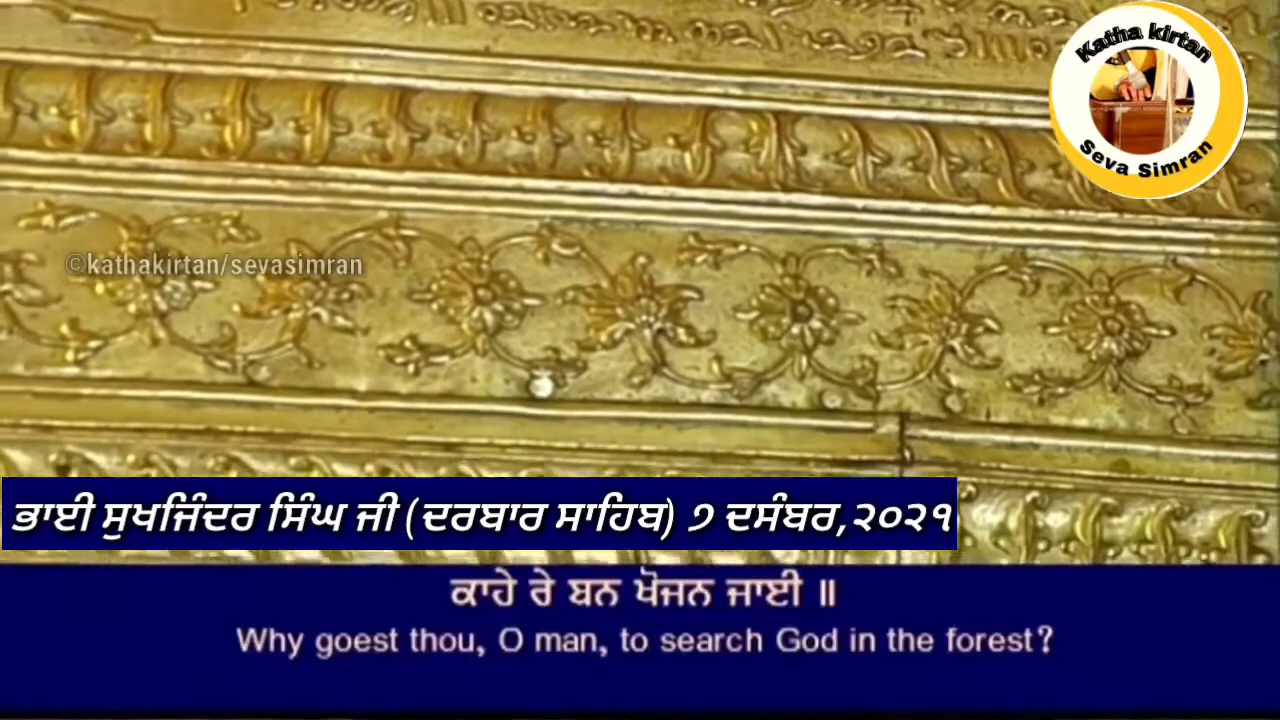 Katha kirtan
Seva Simran
©kathakirtan/sevasimran
ਭਾਈ ਸੁਖਜਿੰਦਰ ਸਿੰਘ ਜੀ (ਦਰਬਾਰ ਸਾਹਿਬ) ੭ ਦਸੰਬਰ,੨੦੨੧
ਕਾਹੇ ਰੇ ਬਨ ਖੋਜਨ ਜਾਈ ॥
Why goest thou, O man, to search God in the forest?